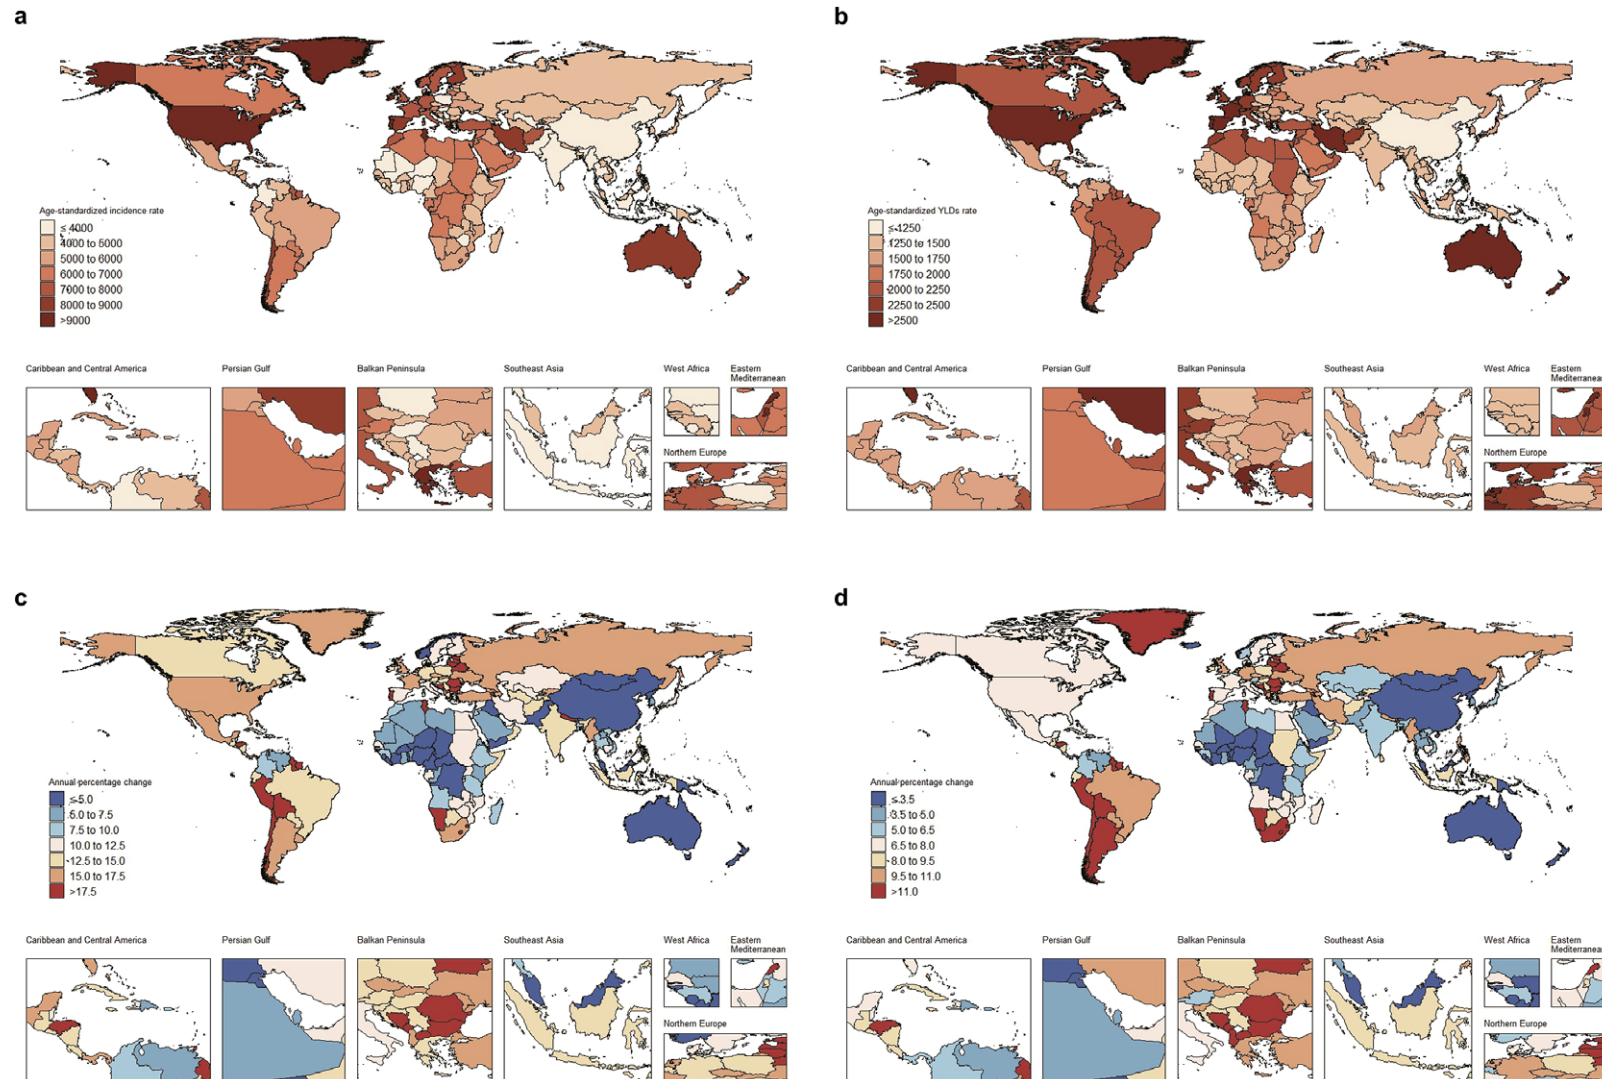 a
Age-standardized incidence rate
≤ 4000
4000 to 5000
5000 to 6000
6000 to 7000
7000 to 8000
8000 to 9000
>9000
Caribbean and Central America
Persian Gulf
Balkan Peninsula
Southeast Asia
West Africa
Eastern
Mediterranean
Northern Europe
b
Age-standardized YLDs rate
≤ 1250
1250 to 1500
1500 to 1750
1750 to 2000
2000 to 2250
2250 to 2500
>2500
Caribbean and Central America
Persian Gulf
Balkan Peninsula
Southeast Asia
West Africa
Eastern
Mediterranean
Northern Europe
c
Annual percentage change
≤ 5.0
5.0 to 7.5
7.5 to 10.0
10.0 to 12.5
12.5 to 15.0
15.0 to 17.5
>17.5
Caribbean and Central America
Persian Gulf
Balkan Peninsula
Southeast Asia
West Africa
Eastern
Mediterranean
Northern Europe
d
Annual percentage change
≤ 3.5
3.5 to 5.0
5.0 to 6.5
6.5 to 8.0
8.0 to 9.5
9.5 to 11.0
>11.0
Caribbean and Central America
Persian Gulf
Balkan Peninsula
Southeast Asia
West Africa
Eastern
Mediterranean
Northern Europe